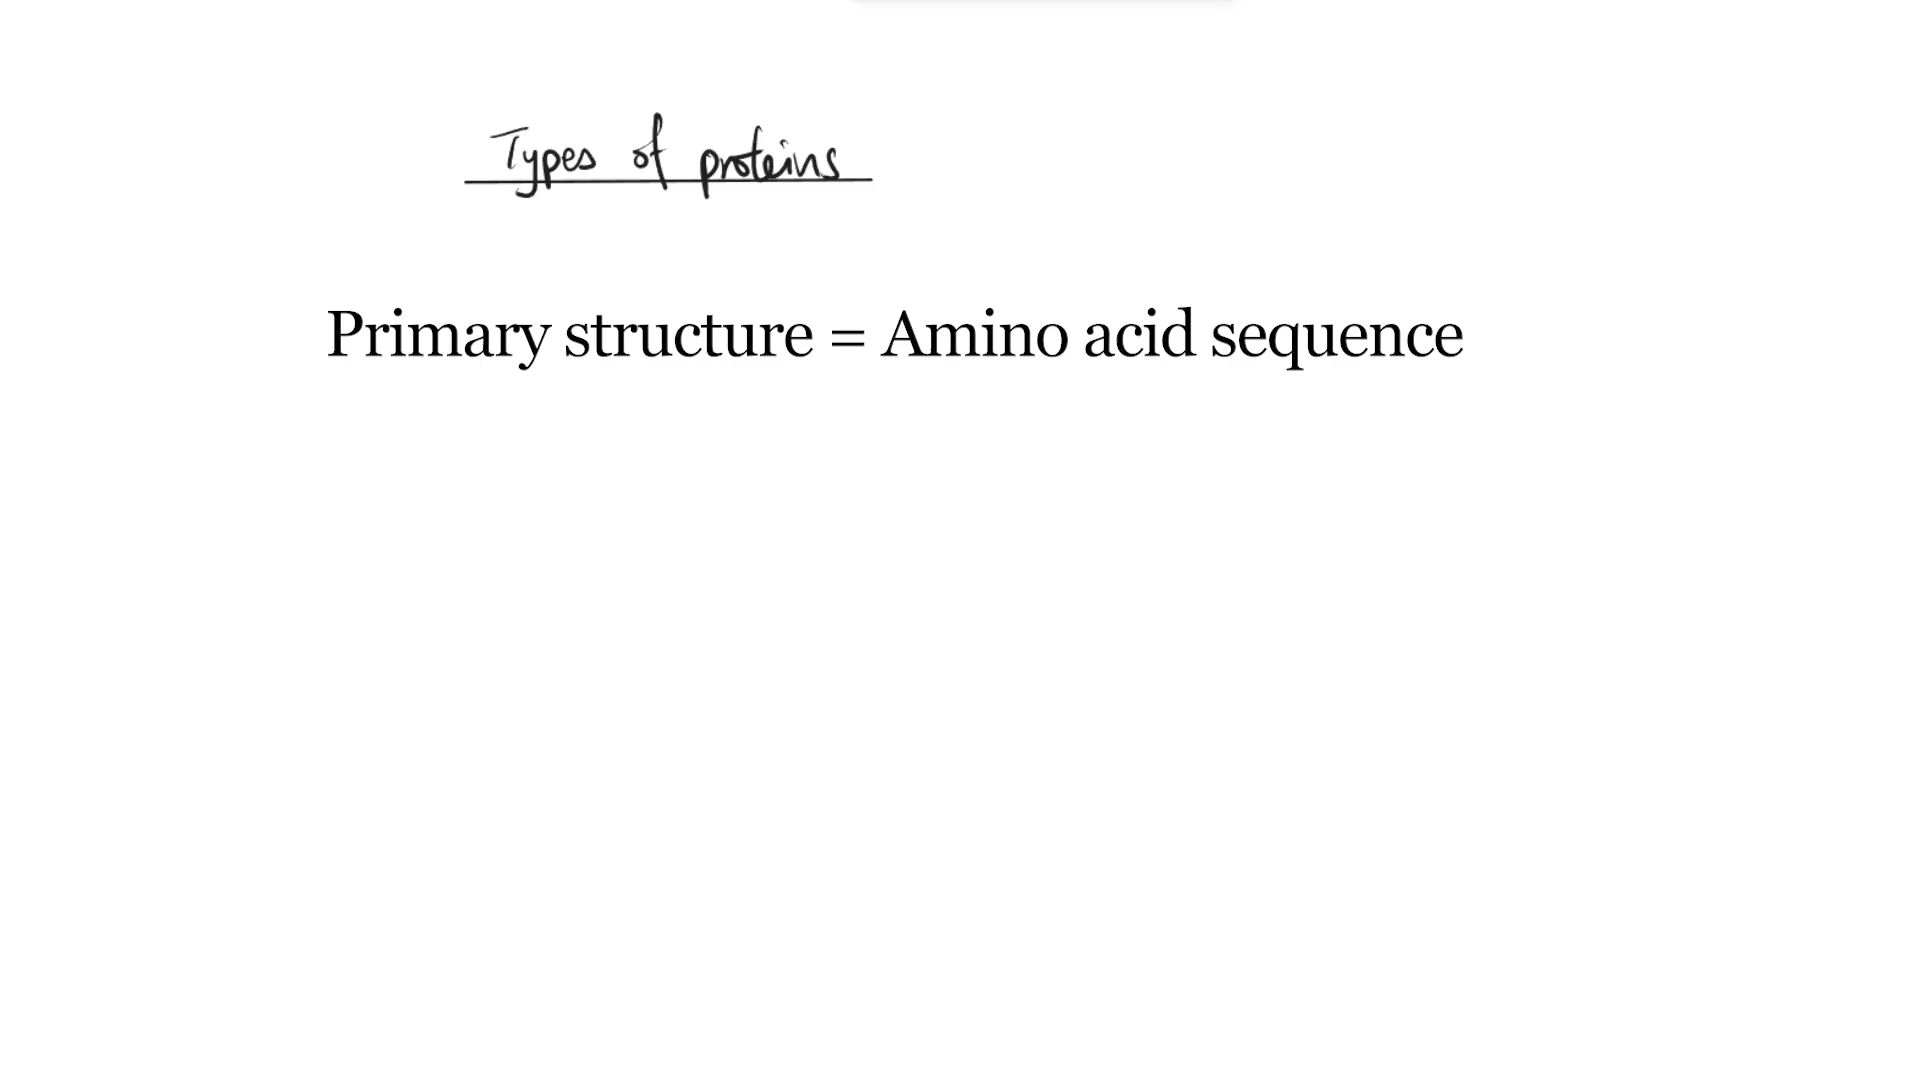 Types of proteins
Primary structure = Amino acid sequence